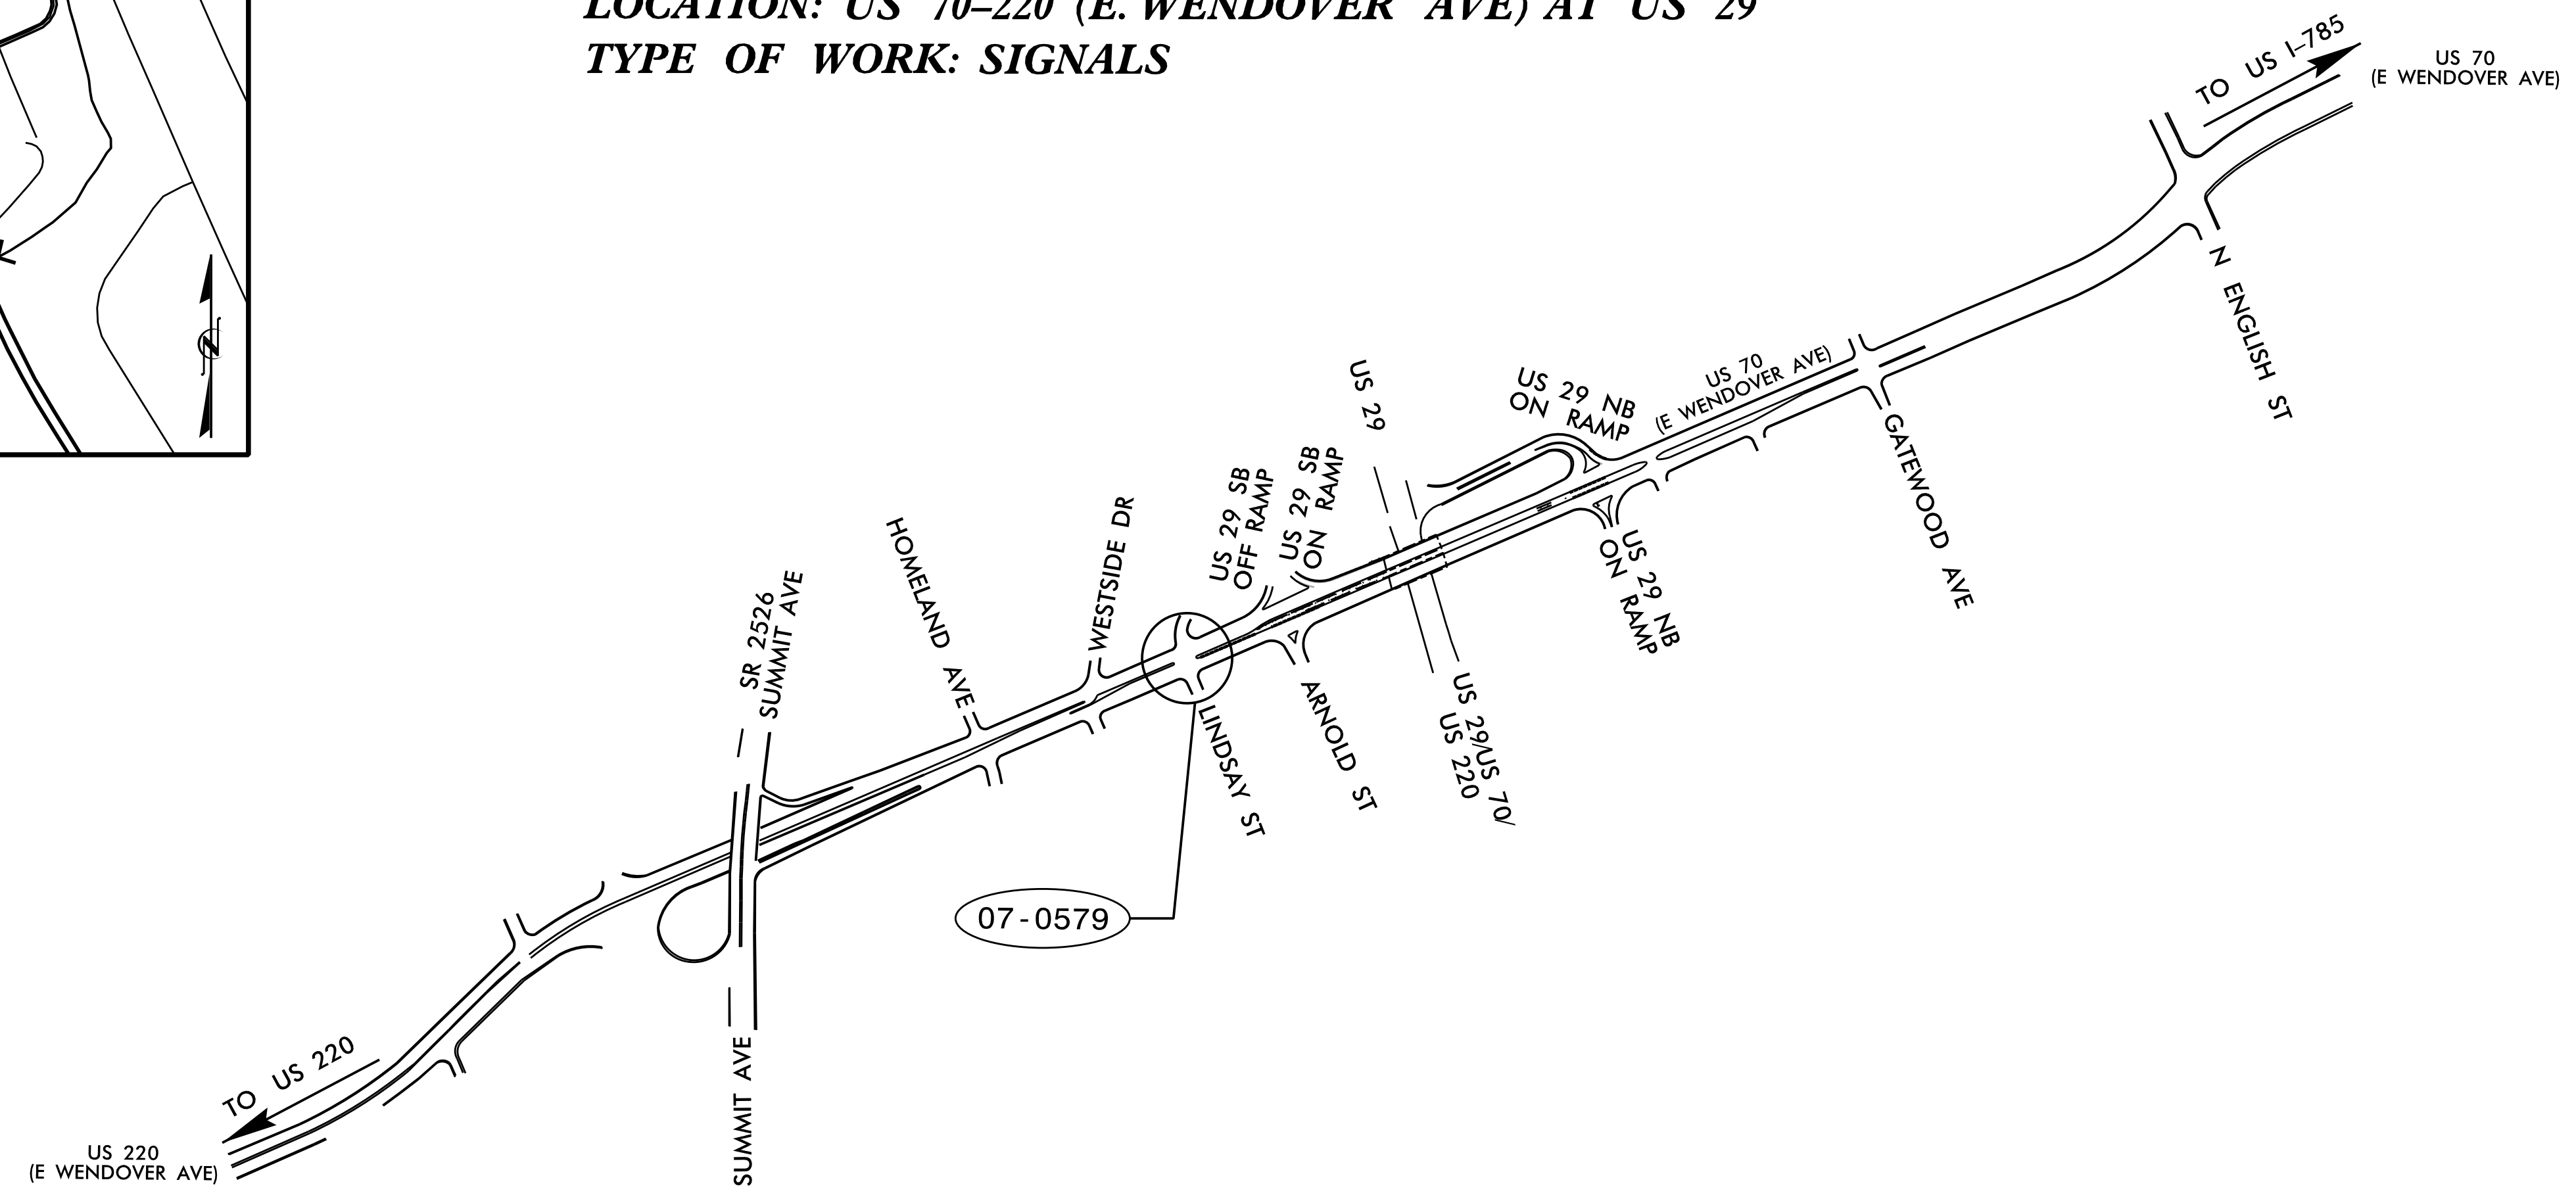 LOCATION: US 70–220 (E. WENDOVER AVE) AT US 29
TYPE OF WORK: SIGNALS
TO US I–785
US 70
(E WENDOVER AVE)
N ENGLISH ST
US 70
(E WENDOVER AVE)
GATEWOOD AVE
US 29 NB
ON RAMP
US 29
US 29 SB
ON RAMP
US 29 SB
OFF RAMP
US 29 NB
ON RAMP
US 29/US 70/
US 220
ARNOLD ST
LINDSAY ST
WESTSIDE DR
HOMELAND AVE
SR 2526
SUMMIT AVE
07-0579
SUMMIT AVE
TO US 220
US 220
(E WENDOVER AVE)
N